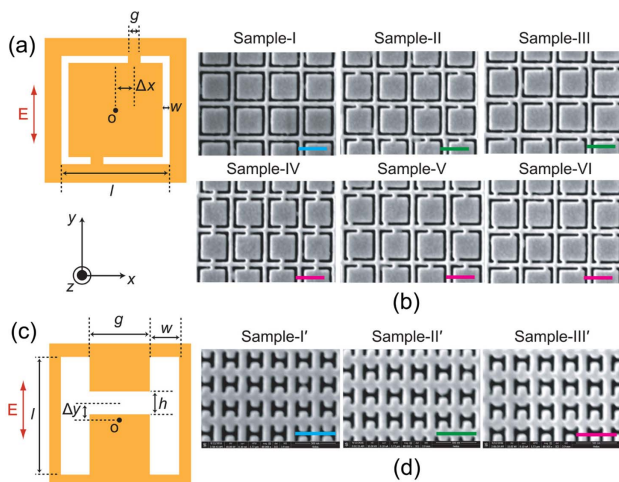 (a)
g
Δx
o
w
E
l
y
z
x
Sample-I
Sample-II
Sample-III
Sample-IV
Sample-V
Sample-VI
(b)
(c)
g
w
E
l
Δy
h
o
Sample-I′
Sample-II′
Sample-III′
(d)